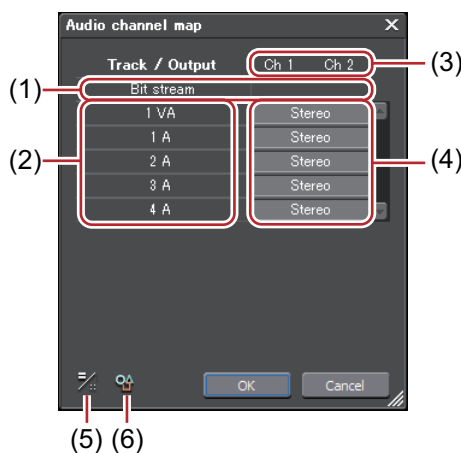 Audio channel map
Track / Output Ch 1 Ch 2 (3)
(1) Bit stream
1 VA Stereo
1 A Stereo
(2) 2 A Stereo (4)
3 A Stereo
4 A Stereo
OK Cancel
(5) (6)